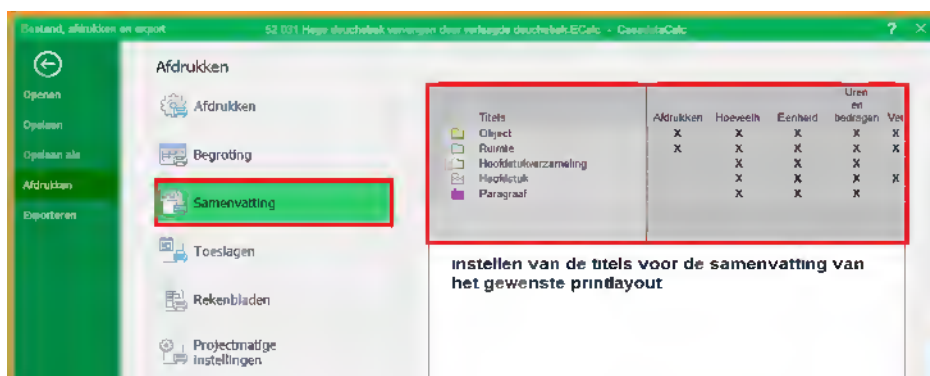 Bestand, afdrukken en export 52 031 Hoge douchebak vervangen door verlaagde douchebak.ECalc - CasadataCalc ? ×
Openen
Opslaan
Opslaan als
Afdrukken
Exporteren
Afdrukken
Afdrukken
Begroting
Samenvatting
Toeslagen
Rekenbladen
Projectmatige
instellingen
Uren
en
Titels Afdrukken Hoeveelh Eenheid bedragen
Object X X X X X
Ruimte X X X X X
Hoofdstukverzameling X X X
Hoofdstuk X X X X
Paragraaf X X X
Instellen van de titels voor de samenvatting van
het gewenste printlayout